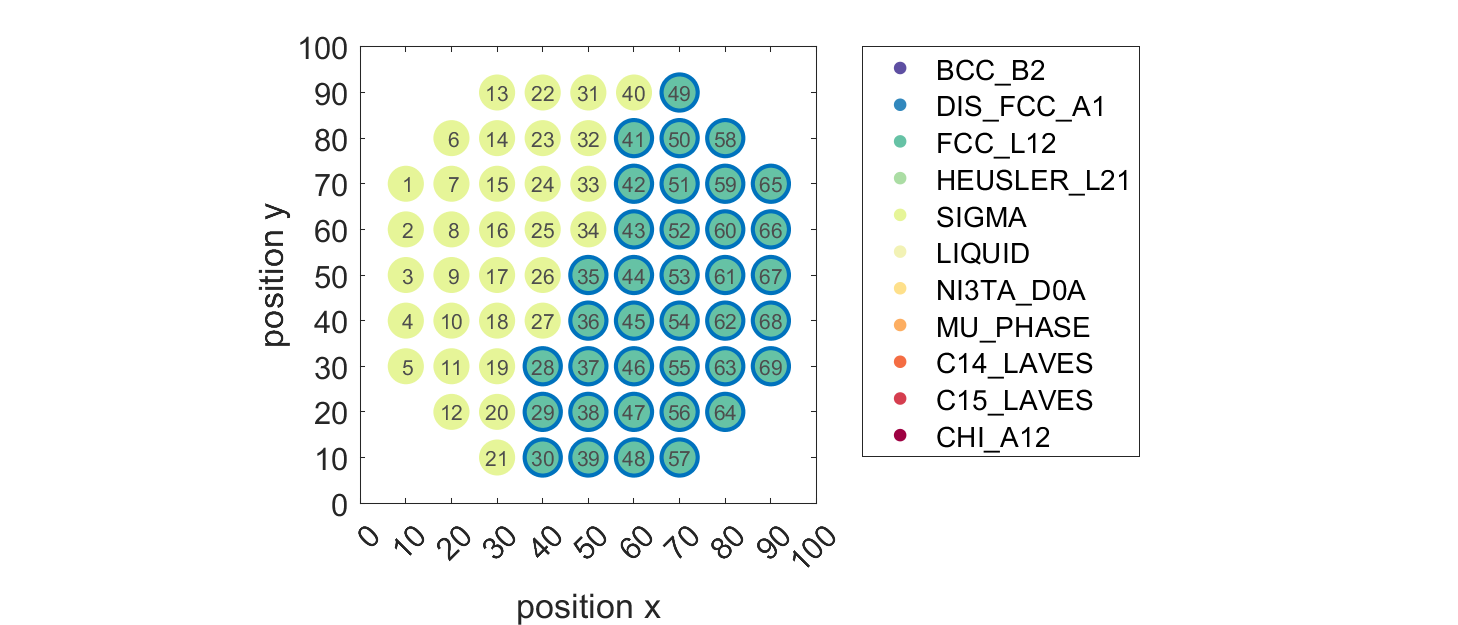 100
90
80
70
60
50
40
30
20
10
0
position y
13 22 31 40 49
6 14 23 32 41 50 58
1 7 15 24 33 42 51 59 65
2 8 16 25 34 43 52 60 66
3 9 17 26 35 44 53 61 67
4 10 18 27 36 45 54 62 68
5 11 19 28 37 46 55 63 69
12 20 29 38 47 56 64
21 30 39 48 57
0 10 20 30 40 50 60 70 80 90 100
position x
BCC_B2
DIS_FCC_A1
FCC_L12
HEUSLER_L21
SIGMA
LIQUID
NI3TA_D0A
MU_PHASE
C14_LAVES
C15_LAVES
CHI_A12